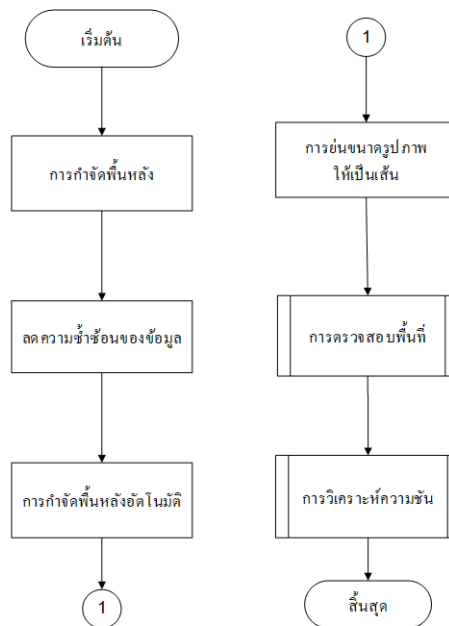 เริ่มต้น
การกำจัดพื้นหลัง
ลดความซ้ำซ้อนของข้อมูล
การกำจัดพื้นหลังอัตโนมัติ
1
1
การย่นขนาดรูปภาพ
ให้เป็นเส้น
การตรวจสอบพื้นที่
การวิเคราะห์ความชัน
สิ้นสุด